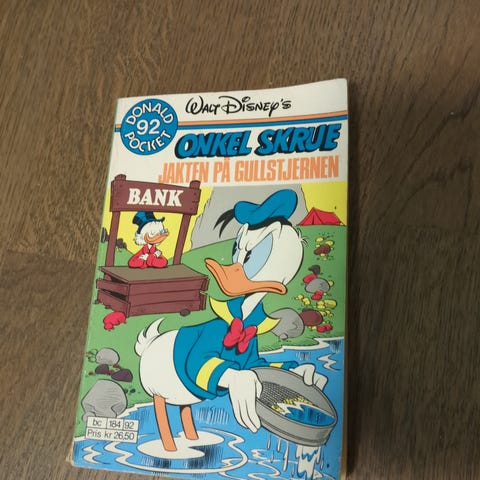 DONALD
92
POCKET
WALT DISNEY'S
ONKEL SKRUE
JAKTEN PÅ GULLSTJERNEN
BANK
bc 184 92
Pris kr 26,50